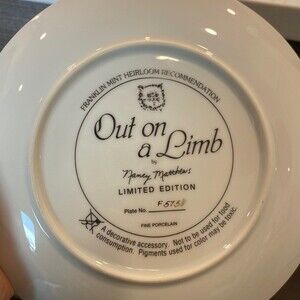 FRANKLIN MINT HEIRLOOM RECOMMENDATION
Out on
a Limb
by
Nancy Matthews
LIMITED EDITION
Plate No.
FINE PORCELAIN
A decorative accessory. Not to be used for food
consumption. Pigments used for color may be toxic.